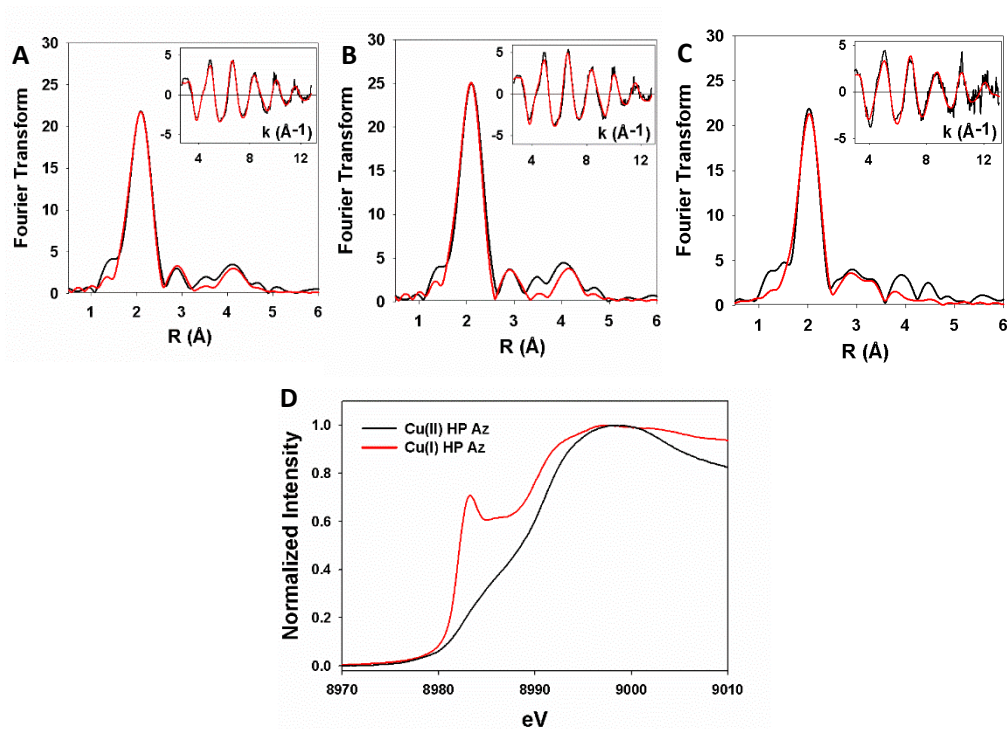 A
30
25
20
15
10
5
0
Fourier Transform
1 2 3 4 5 6
R (Å)
5
0
-5
4 8 12
k (Å-1)
B
30
25
20
15
10
5
0
Fourier Transform
1 2 3 4 5 6
R (Å)
5
0
-5
4 8 12
k (Å-1)
C
30
25
20
15
10
5
0
Fourier Transform
1 2 3 4 5 6
R (Å)
5
0
-5
4 8 12
k (Å-1)
D
1.0
0.8
0.6
0.4
0.2
0.0
Normalized Intensity
Cu(II) HP Az
Cu(I) HP Az
8970 8980 8990 9000 9010
eV